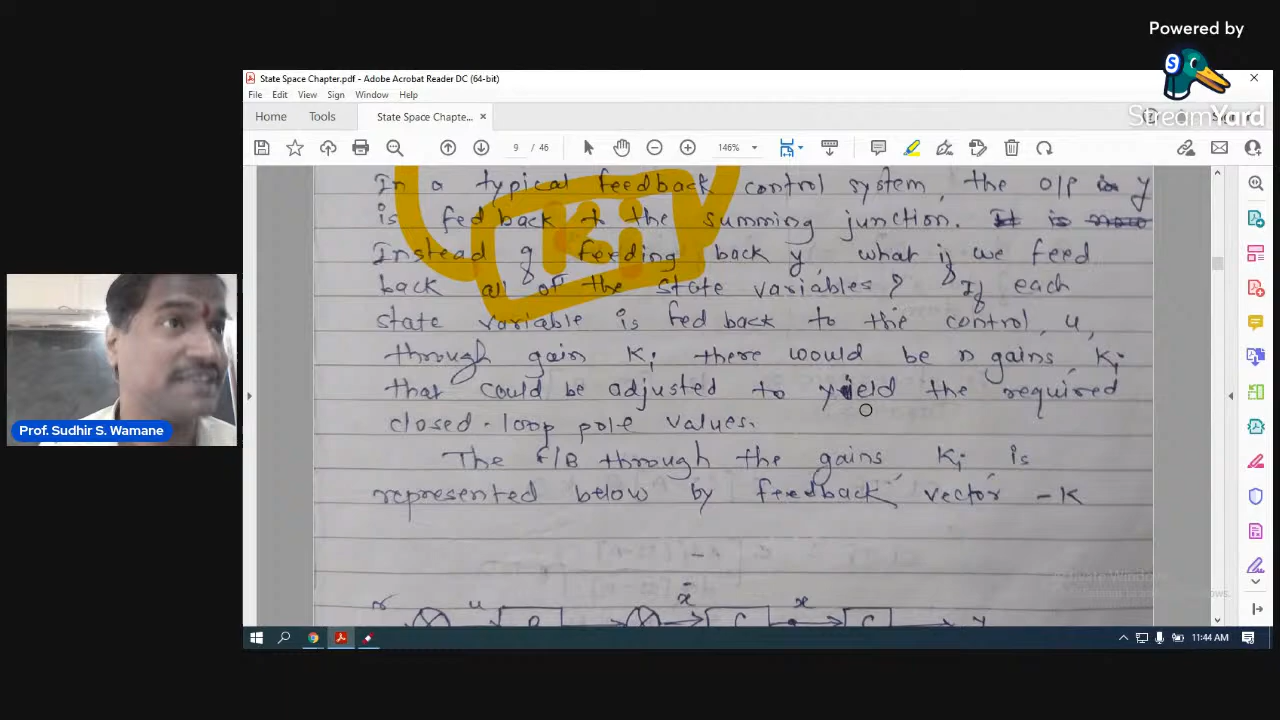 Powered by
StreamYard
State Space Chapter.pdf - Adobe Acrobat Reader DC (64-bit)
File Edit View Sign Window Help
Home Tools State Space Chapte...
9 / 46 146%
In a typical feedback control system, the o/p y
is fed back to the summing junction.
Ki
Instead of feeding back y, what if we feed
back all of the state variables? If each
state variable is fed back to the control, u,
through gain Ki there would be n gains, Ki
that could be adjusted to yield the required
closed-loop pole values.
The F/B through the gains Ki is
represented below by feedback vector -K
r u ẋ x y
Prof. Sudhir S. Wamane
Activate Windows
11:44 AM